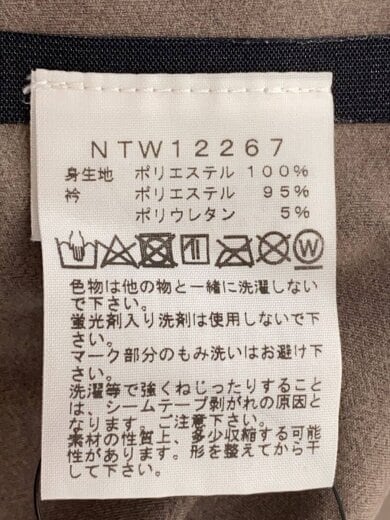 NTW12267
身生地 ポリエステル 100%
衿 ポリエステル 95%
ポリウレタン 5%
W
色物は他の物と一緒に洗濯しない
で下さい。
蛍光剤入り洗剤は使用しないで下
さい。
マーク部分のもみ洗いはお避け下
さい。
洗濯等で強くねじったりすること
は、シームテープ剥がれの原因と
なります。ご注意下さい。
素材の性質上、多少収縮する可能
性があります。形を整えてから干
して下さい。